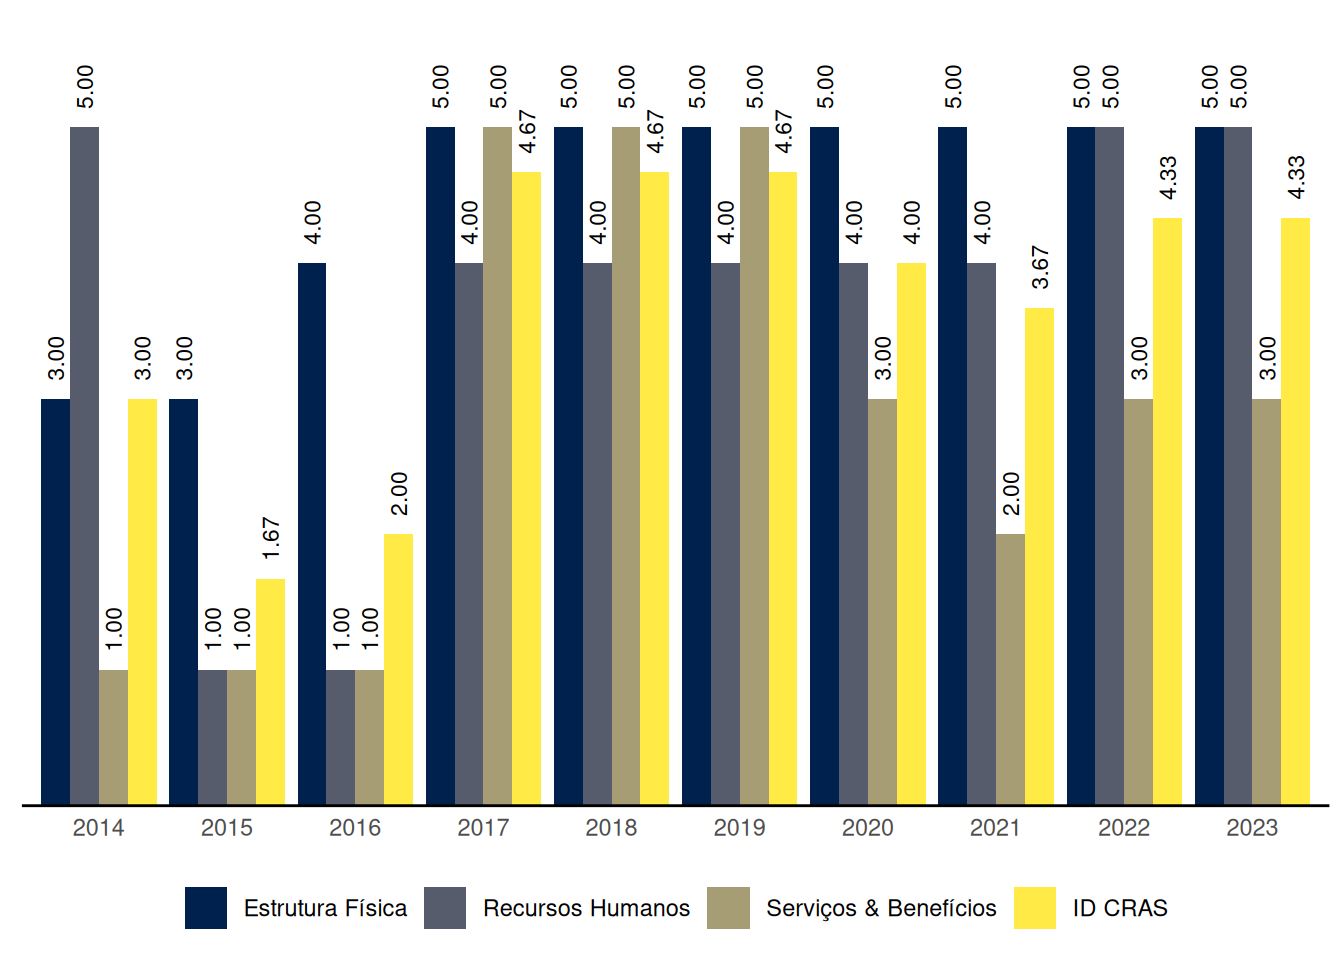 3.00 5.00 1.00 3.00
3.00 1.00 1.00 1.67
4.00 1.00 1.00 2.00
5.00 4.00 5.00 4.67
5.00 4.00 5.00 4.67
5.00 4.00 5.00 4.67
5.00 4.00 3.00 4.00
5.00 4.00 2.00 3.67
5.00 5.00 3.00 4.33
5.00 5.00 3.00 4.33
2014 2015 2016 2017 2018 2019 2020 2021 2022 2023
Estrutura Física Recursos Humanos Serviços & Benefícios ID CRAS